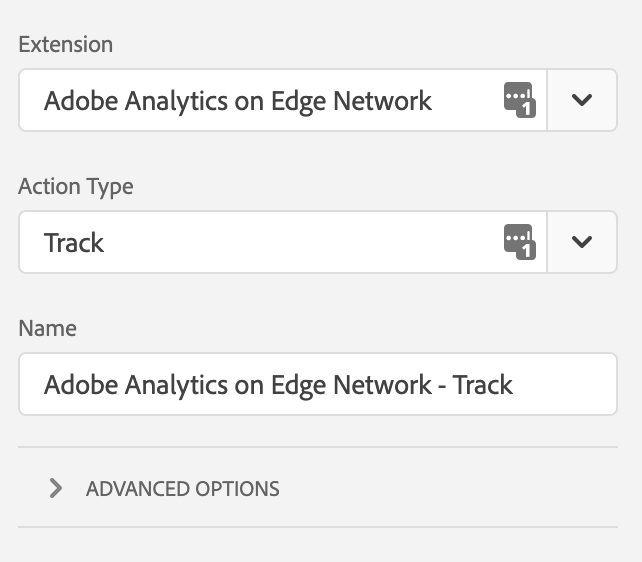 Extension
Adobe Analytics on Edge Network
1
Action Type
Track
1
Name
Adobe Analytics on Edge Network - Track
ADVANCED OPTIONS